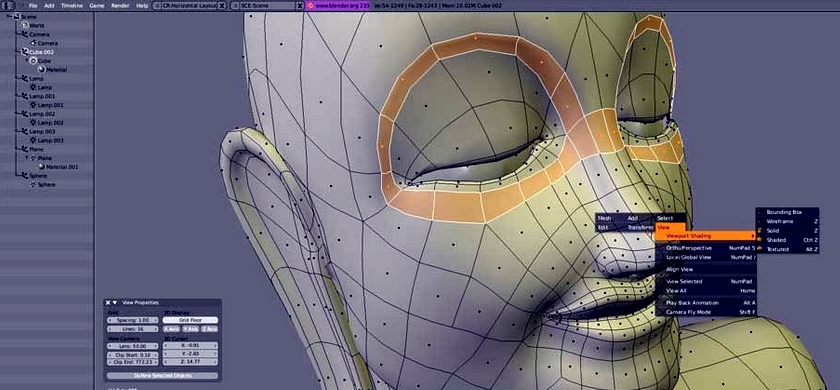 File Add Timeline Game Render Help CR:Horizontal Layout SCE:Scene www.blender.org 235 Ve:54-1249 | Fa:28-1243 | Mem:10.02M Cube.002
Scene
World
Camera
Camera
Cube.002
Cube
Material
Lamp
Lamp
Lamp.001
Lamp.001
Lamp.002
Lamp.002
Lamp.003
Lamp.003
Plane
Plane
Material.001
Sphere
Sphere
Mesh Add Select
Edit Transform View
Viewport Shading
Ortho/Perspective NumPad 5
Local Global View NumPad /
Align View
View Selected NumPad .
View All Home
Play Back Animation Alt A
Camera Fly Mode Shift F
Bounding Box
Wireframe Z
Solid Z
Shaded Ctrl Z
Textured Alt Z
View Properties
Grid: 3D Display:
Spacing: 1.00 Grid Floor
Lines: 16 X Axis Y Axis Z Axis
View Camera: 3D Cursor:
Lens: 50.00 X: -0.91
Clip Start: 0.10 Y: -2.65
Clip End: 772.23 Z: 14.77
Outline Selected Objects